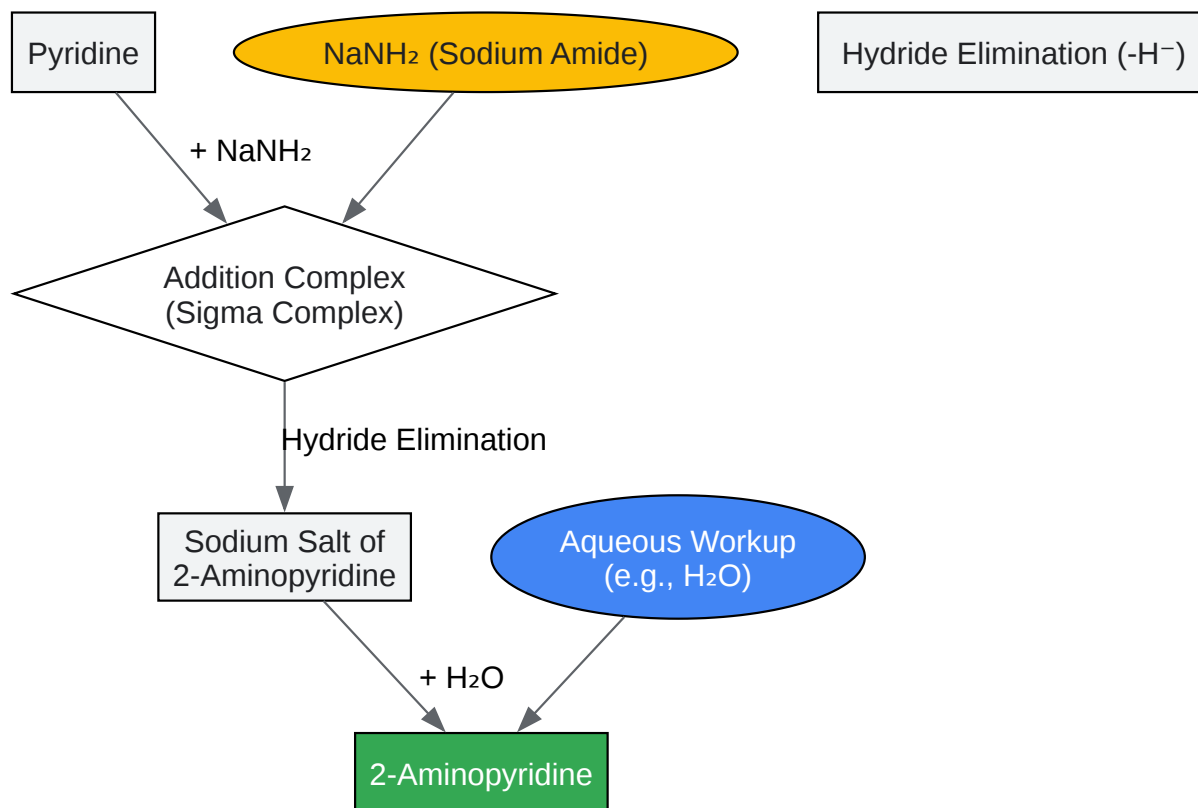 Pyridine
NaNH₂ (Sodium Amide)
Hydride Elimination (-H⁻)
+ NaNH₂
Addition Complex
(Sigma Complex)
Hydride Elimination
Sodium Salt of
2-Aminopyridine
Aqueous Workup
(e.g., H₂O)
+ H₂O
2-Aminopyridine